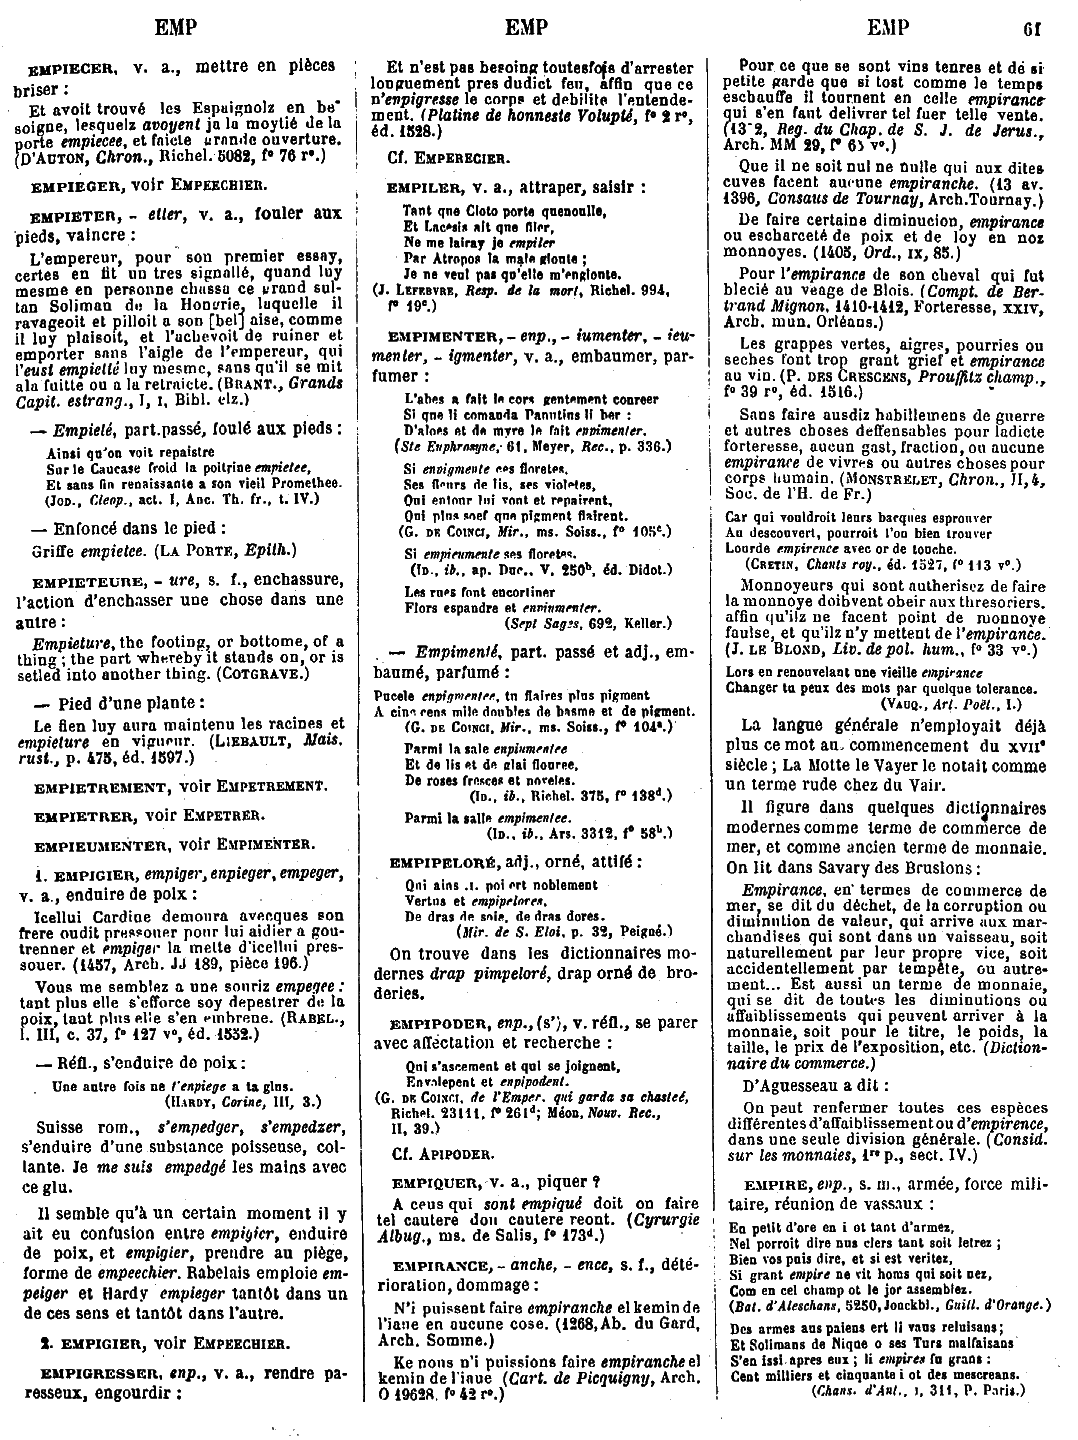 EMP
EMP
EMP
61
EMPIECER, v. a., mettre en pièces
briser :
Et avoit trouvé les Espaignolz en be
soigne, lesquelz avoyent ja la moytié de la
porte empiecee, et faicte grande ouverture.
(D'AUTON, Chron., Richel. 5082, f° 76 r°.)
EMPIEGER, voir EMPEECHIER.
EMPIETER, - etter, v. a., fouler aux
pieds, vaincre :
L'empereur, pour son premier essay,
certes en fit un tres signallé, quand luy
mesme en personne chassa ce grand sul-
tan Soliman de la Hongrie, laquelle il
ravageoit et pilloit a son [bel] aise, comme
il luy plaisoit, et l'achevoit de ruiner et
emporter sans l'aigle de l'empereur, qui
l'eust empietté luy mesme, sans qu'il se mit
a la fuitte ou a la retraicte. (BRANT., Grands
Capit. estrang., I, I, Bibl. elz.)
— Empieté, part. passé, foulé aux pieds :
Ainsi qu'on voit repaistre
Sur le Caucase froid la poitrine empietee,
Et sans fin renaissante a son vieil Promethee.
(JOD., Cleop., act. I, Anc. Th. fr., t. IV.)
— Enfoncé dans le pied :
Griffe empietee. (LA PORTE, Epith.)
EMPIETEURE, - ure, s. f., enchassure,
l'action d'enchasser une chose dans une
autre :
Empieture, the footing, or bottome, of a
thing ; the part whereby it stands on, or is
setled into another thing. (COTGRAVE.)
— Pied d'une plante :
Le fien luy aura maintenu les racines et
empieture en vigueur. (LIEBAULT, Mais.
rust., p. 475, éd. 1597.)
EMPIETREMENT, voir EMPETREMENT.
EMPIETRER, voir EMPETRER.
EMPIEUMENTER, voir EMPIMENTER.
1. EMPIGIER, empiger, enpieger, empeger,
v. a., enduire de poix :
Icellui Cardine demoura avecques son
frere oudit pressoner pour lui aidier a gou-
trenner et empiger la mette d'icellui pres-
souer. (1457, Arch. JJ 189, pièce 196.)
Vous me semblez a une souriz empegee :
tant plus elle s'efforce soy depestrer de la
poix, tant plus elle s'en embrene. (RABEL.,
l. III, c. 37, f° 127 v°, éd. 1552.)
— Réfl., s'enduire de poix :
Une autre fois ne t'enpiege a ta glus.
(HARDY, Corine, III, 3.)
Suisse rom., s'empedger, s'empedzer,
s'enduire d'une substance poisseuse, col-
lante. Je me suis empedgé les mains avec
ce glu.
Il semble qu'à un certain moment il y
ait eu confusion entre empigier, enduire
de poix, et empigier, prendre au piège,
forme de empeechier. Rabelais emploie em-
peiger et Hardy empieger tantôt dans un
de ces sens et tantôt dans l'autre.
2. EMPIGIER, voir EMPEECHIER.
EMPIGRESSER, enp., v. a., rendre pa-
resseux, engourdir :
Et n'est pas besoing toutesfois d'arrester
longuement pres dudict feu, affin que ce
n'enpigresse le corps et debilite l'entende-
ment. (Platine de honneste Volupté, f° 2 r°,
éd. 1528.)
Cf. EMPERECIER.
EMPILER, v. a., attraper, saisir :
Tant que Cloto porte quenoulle,
Et Lacesis ait que filer,
Ne me lairay je empiler
Par Atropos la male gloute ;
Je ne veul pas qu'elle m'englonte.
(J. LEFEBVRE, Resp. de la mort, Richel. 994,
f° 19ᶜ.)
EMPIMENTER, - enp., - iumenter, - ieu-
menter, - igmenter, v. a., embaumer, par-
fumer :
L'abes a fait le cors gentement conreer
Si que li comanda Pannutins li ber :
D'aloes et de myre le fait enpimenter.
(Ste Euphrosyne, 61, Meyer, Rec., p. 336.)
Si enpigmente ces floretes,
Ses fleurs de lis, ses violetes,
Qui entour lui vont et repairent,
Qui plus soef que pigment flairent.
(G. DE COINCI, Mir., ms. Soiss., f° 105ᶜ.)
Si empieumente ses floretes.
(ID., ib., ap. Duc., V. 250ᵇ, éd. Didot.)
Les rues font encortiner
Flors espandre et enpinmenter.
(Sept Sages, 692, Keller.)
— Empimenté, part. passé et adj., em-
baumé, parfumé :
Pucele enpigmentee, tu flaires plus pigment
A cinc cens mile doubles de basme et de pigment.
(G. DE COINCI, Mir., ms. Soiss., f° 104ᵃ.)
Parmi la sale enpiumentee
Et de lis et de glai flouree,
De roses fresces et noveles.
(ID., ib., Richel. 375, f° 138ᵈ.)
Parmi la salle empimentee.
(ID., ib., Ars. 3312, f° 58ᵇ.)
EMPIPELORÉ, adj., orné, attifé :
Qui ains .I. poi ert noblement
Vertus et empipelores,
De dras de soie, de dras dores.
(Mir. de S. Eloi, p. 32, Peigné.)
On trouve dans les dictionnaires mo-
dernes drap pimpeloré, drap orné de bro-
deries.
EMPIPODER, enp., (s'), v. réfl., se parer
avec affectation et recherche :
Qui s'ascement et qui se joignent,
Envolepent et enpipodent.
(G. DE COINCI, de l'Emper. qui garda sa chasteé,
Richel. 23111, f° 261ᵈ; Méon, Nouv. Rec.,
II, 39.)
Cf. APIPODER.
EMPIQUER, v. a., piquer ?
A ceus qui sont empiqué doit on faire
tel cautere don cautere reont. (Cyrurgie
Albug., ms. de Salis, f° 173ᵈ.)
EMPIRANCE, - anche, - ence, s. f., dété-
rioration, dommage :
N'i puissent faire empiranche el kemin de
l'iaue en aucune cose. (1268, Ab. du Gard,
Arch. Somme.)
Ke nons n'i puissions faire empiranche el
kemin de l'iaue (Cart. de Picquigny, Arch.
O 19628, f° 42 r°.)
Pour ce que se sont vins tenres et dé si
petite garde que si tost comme le temps
eschauffe il tournent en celle empirance
qui s'en fant delivrer tel fuer telle vente.
(13 2, Reg. du Chap. de S. J. de Jerus.,
Arch. MM 29, f° 65 v°.)
Que il ne soit nul ne nulle qui aux dites
cuves facent aucune empiranche. (13 av.
1396, Consaus de Tournay, Arch. Tournay.)
De faire certaine diminucion, empirance
ou escharceté de poix et de loy en noz
monnoyes. (1405, Ord., IX, 85.)
Pour l'empirance de son cheval qui fut
blecié au veage de Blois. (Compt. de Ber-
trand Mignon, 1410-1412, Forteresse, XXIV,
Arch. mun. Orléans.)
Les grappes vertes, aigres, pourries ou
seches font trop grant grief et empirance
au vin. (P. DES CRESCENS, Prouffitz champ.,
f° 39 r°, éd. 1516.)
Sans faire ausdiz habillemens de guerre
et autres choses deffensables pour ladicte
forteresse, aucun gast, fraction, ou aucune
empirance de vivres ou autres choses pour
corps humain. (MONSTRELET, Chron., II, 4,
Soc. de l'H. de Fr.)
Car qui vouldroit leurs barques esprouver
Au descouvert, pourroit l'on bien trouver
Lourde empirence avec or de touche.
(CRETIN, Chants roy., éd. 1527, f° 113 v°.)
Monnoyeurs qui sont autherisez de faire
la monnoye doibvent obeir aux thresoriers,
affin qu'ilz ne facent point de monnoye
faulse, et qu'ilz n'y mettent de l'empirance.
(J. LE BLOND, Liv. de pol. hum., f° 33 v°.)
Lors en renouvelant une vieille empirance
Changer tu peux des mots par quelque tolerance.
(VAUQ., Art. Poët., I.)
La langue générale n'employait déjà
plus ce mot au commencement du XVIIᵉ
siècle ; La Motte le Vayer le notait comme
un terme rude chez du Vair.
Il figure dans quelques dictionnaires
modernes comme terme de commerce de
mer, et comme ancien terme de monnaie.
On lit dans Savary des Bruslons :
Empirance, en termes de commerce de
mer, se dit du déchet, de la corruption ou
diminution de valeur, qui arrive aux mar-
chandises qui sont dans un vaisseau, soit
naturellement par leur propre vice, soit
accidentellement par tempête, ou autre-
ment... Est aussi un terme de monnaie,
qui se dit de toutes les diminutions ou
affaiblissements qui peuvent arriver à la
monnaie, soit pour le titre, le poids, la
taille, le prix de l'exposition, etc. (Diction-
naire du commerce.)
D'Aguesseau a dit :
On peut renfermer toutes ces espèces
différentes d'affaiblissement ou d'empirence,
dans une seule division générale. (Consid.
sur les monnaies, 1ʳᵉ p., sect. IV.)
EMPIRE, enp., s. m., armée, force mili-
taire, réunion de vassaux :
En petit d'ore en i ot tant d'armez,
Nel porroit dire nus clers tant soit letrez ;
Bien vos puis dire, et si est veritez,
Si grant empire ne vit homs qui soit nez,
Com en cel champ ot le jor assemblez.
(Bat. d'Aleschans, 5250, Jonckbl., Guill. d'Orange.)
Des armes aus paiens ert li vaus reluisans ;
Et Solimans de Nique o ses Turs malfaisans
S'en issi apres eux ; li empires fu grans :
Cent milliers et cinquante i ot des mescreans.
(Chans. d'Ant., I, 311, P. Paris.)